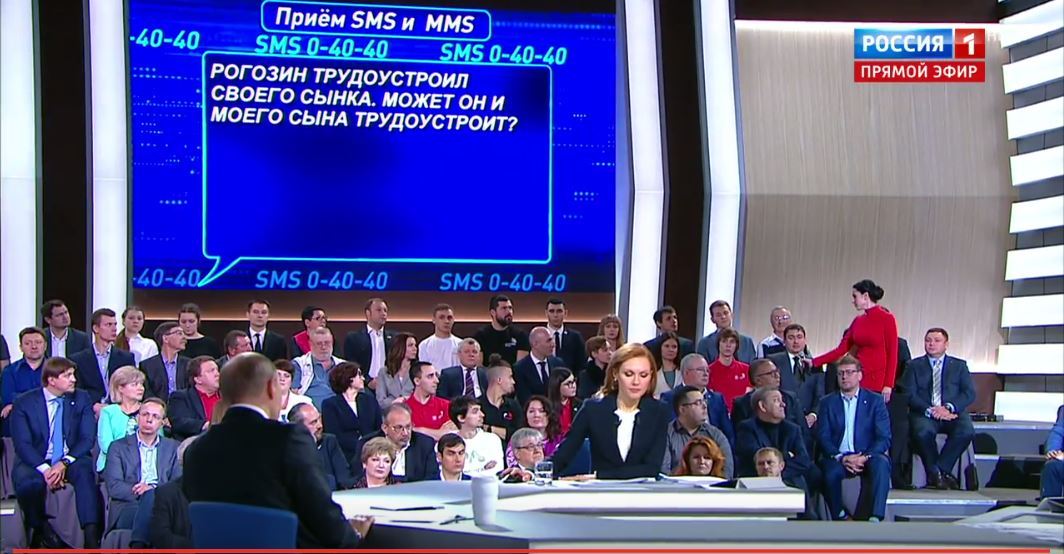 Приём SMS и MMS
-40-40 SMS 0-40-40 SMS 0-40-40
РОГОЗИН ТРУДОУСТРОИЛ
СВОЕГО СЫНКА. МОЖЕТ ОН И
МОЕГО СЫНА ТРУДОУСТРОИТ?
-40-40 SMS 0-40-40 SMS 0-40-40
РОССИЯ 1
ПРЯМОЙ ЭФИР